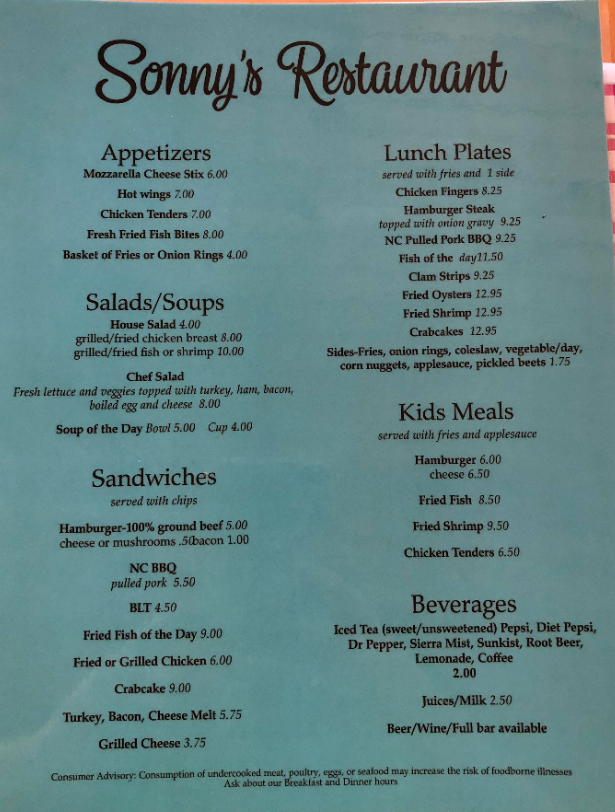 Sonny's Restaurant
Appetizers
Mozzarella Cheese Stix 6.00
Hot wings 7.00
Chicken Tenders 7.00
Fresh Fried Fish Bites 8.00
Basket of Fries or Onion Rings 4.00
Salads/Soups
House Salad 4.00
grilled/fried chicken breast 8.00
grilled/fried fish or shrimp 10.00
Chef Salad
Fresh lettuce and veggies topped with turkey, ham, bacon,
boiled egg and cheese 8.00
Soup of the Day Bowl 5.00 Cup 4.00
Sandwiches
served with chips
Hamburger-100% ground beef 5.00
cheese or mushrooms .50bacon 1.00
NC BBQ
pulled pork 5.50
BLT 4.50
Fried Fish of the Day 9.00
Fried or Grilled Chicken 6.00
Crabcake 9.00
Turkey, Bacon, Cheese Melt 5.75
Grilled Cheese 3.75
Lunch Plates
served with fries and 1 side
Chicken Fingers 8.25
Hamburger Steak
topped with onion gravy 9.25
NC Pulled Pork BBQ 9.25
Fish of the day11.50
Clam Strips 9.25
Fried Oysters 12.95
Fried Shrimp 12.95
Crabcakes 12.95
Sides-Fries, onion rings, coleslaw, vegetable/day,
corn nuggets, applesauce, pickled beets 1.75
Kids Meals
served with fries and applesauce
Hamburger 6.00
cheese 6.50
Fried Fish 8.50
Fried Shrimp 9.50
Chicken Tenders 6.50
Beverages
Iced Tea (sweet/unsweetened) Pepsi, Diet Pepsi,
Dr Pepper, Sierra Mist, Sunkist, Root Beer,
Lemonade, Coffee
2.00
Juices/Milk 2.50
Beer/Wine/Full bar available
Consumer Advisory: Consumption of undercooked meat, poultry, eggs, or seafood may increase the risk of foodborne illnesses
Ask about our Breakfast and Dinner hours